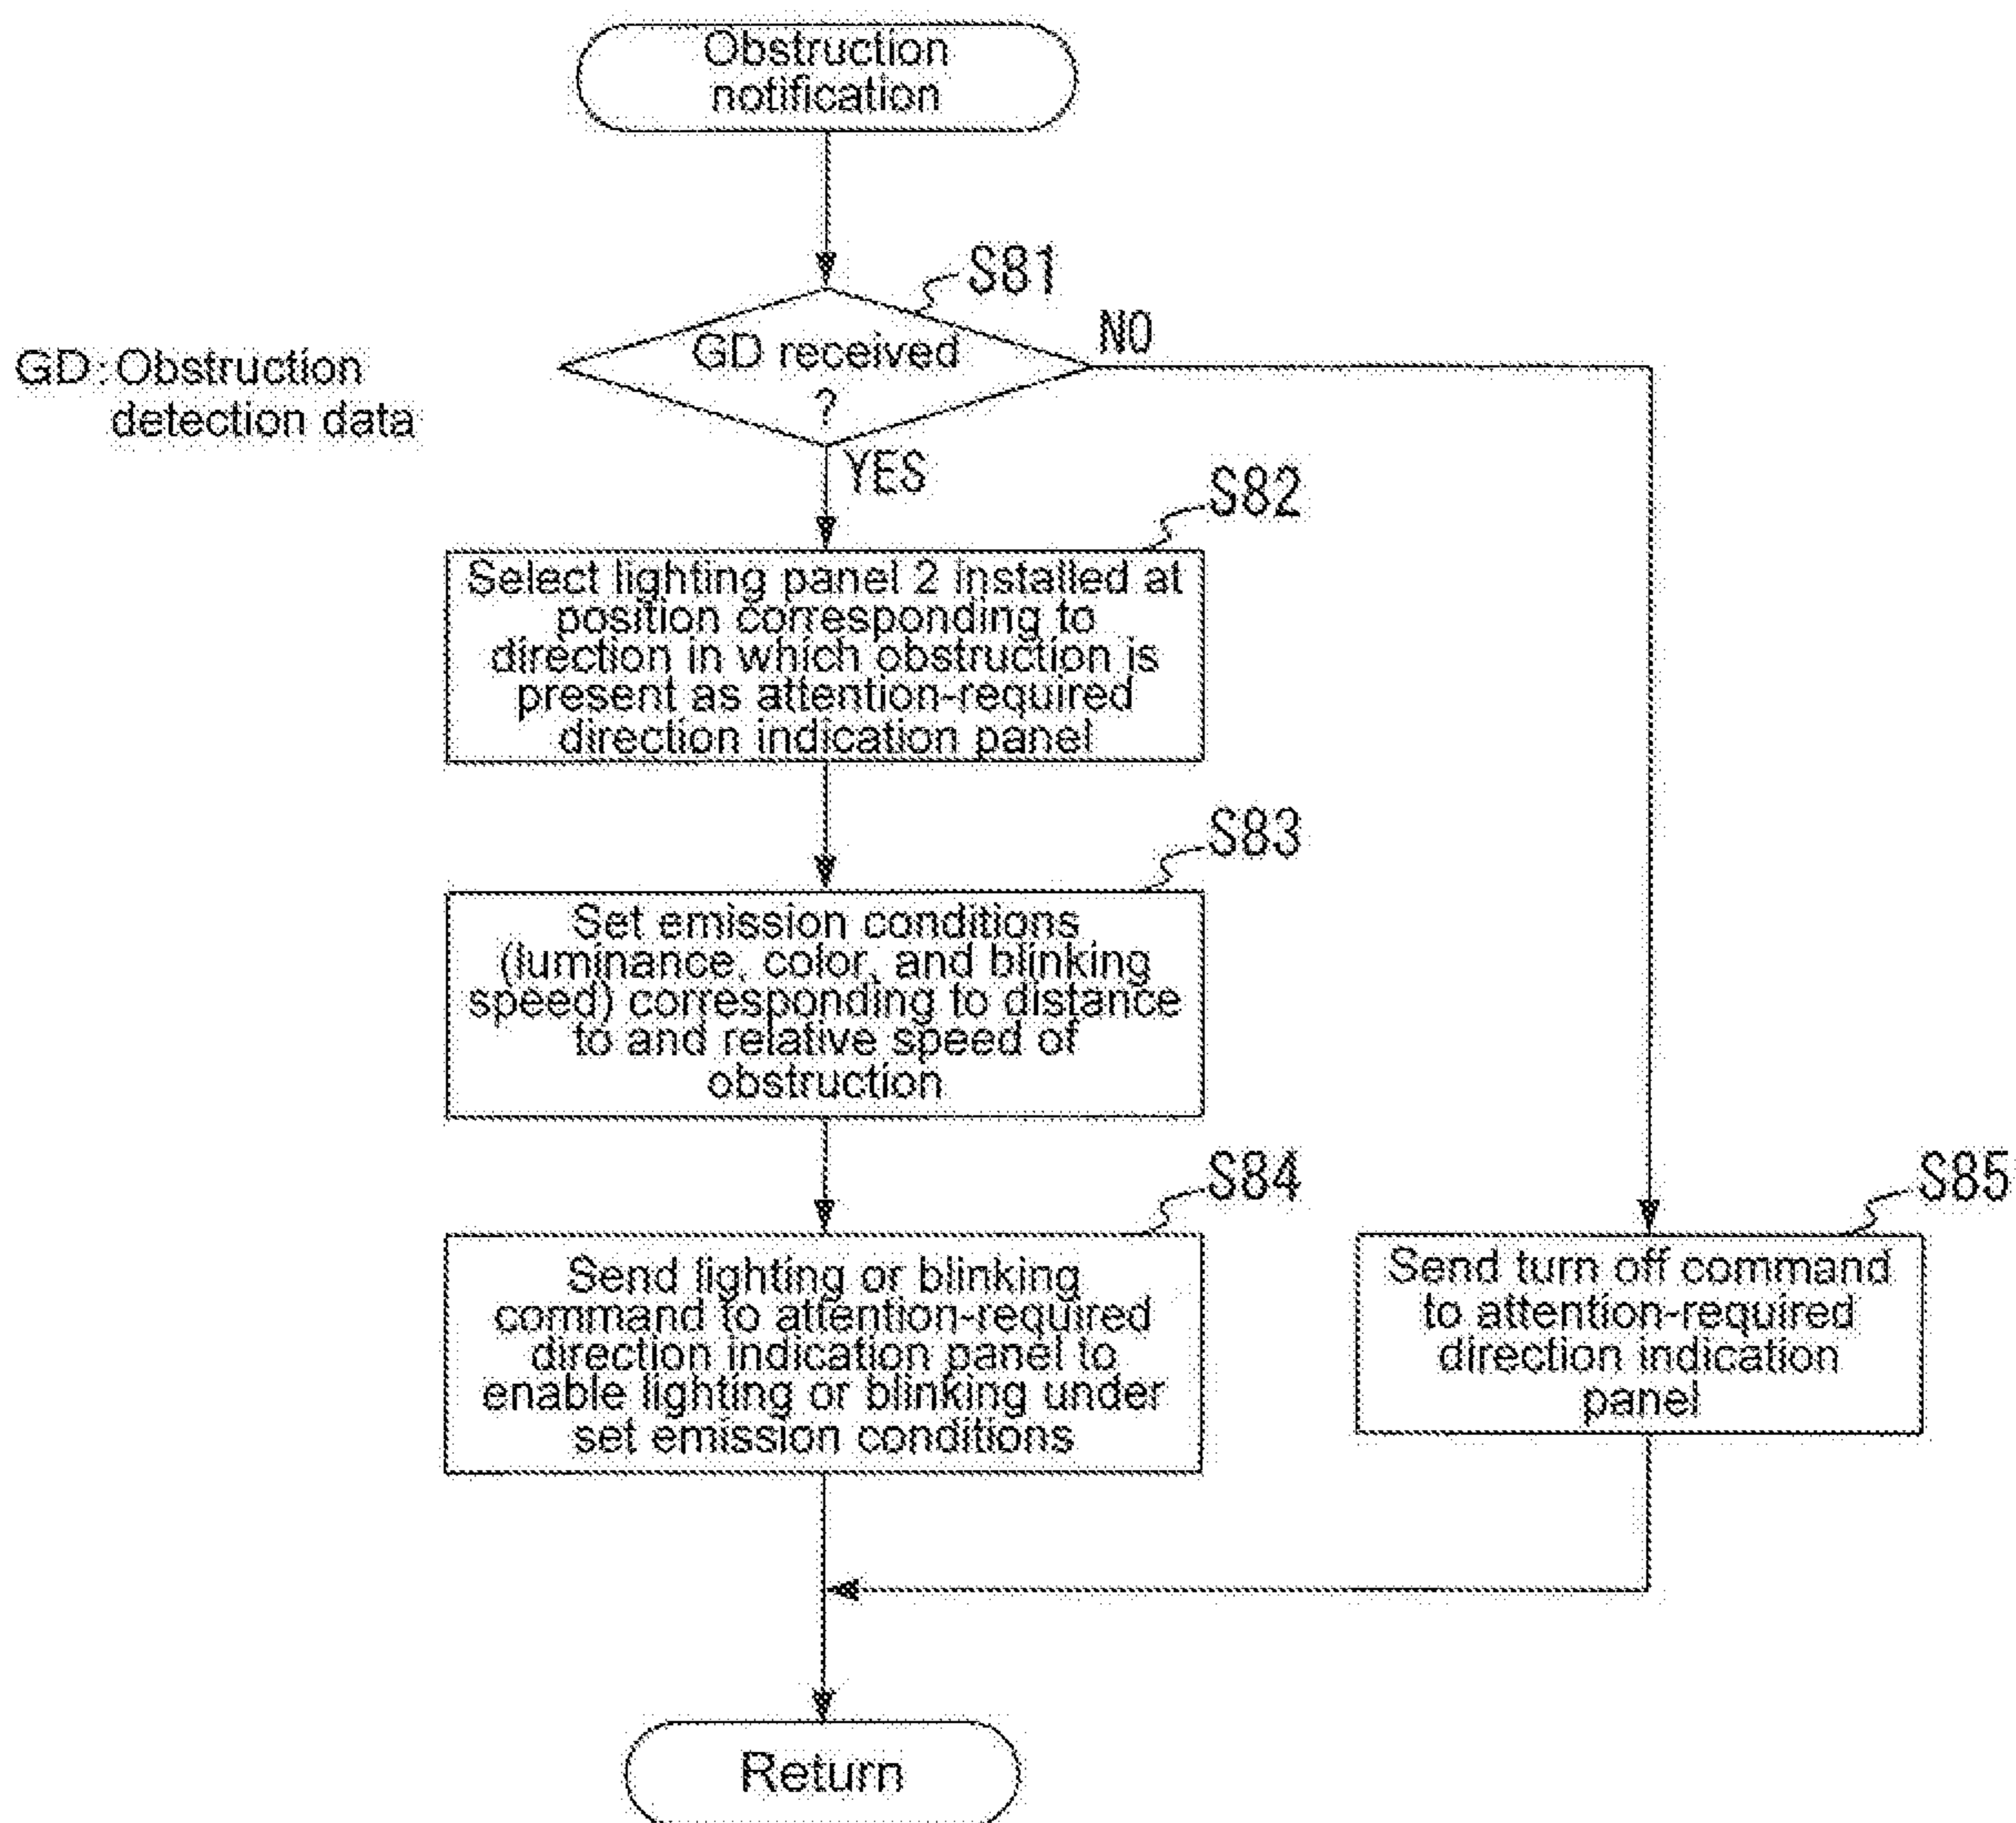 Obstruction
notification
S81
GD received
?
NO
GD: Obstruction
detection data
YES
S82
Select lighting panel 2 installed at
position corresponding to
direction in which obstruction is
present as attention-required
direction indication panel
S83
Set emission conditions
(luminance, color, and blinking
speed) corresponding to distance
to and relative speed of
obstruction
S84
Send lighting or blinking
command to attention-required
direction indication panel to
enable lighting or blinking under
set emission conditions
S85
Send turn off command
to attention-required
direction indication
panel
Return